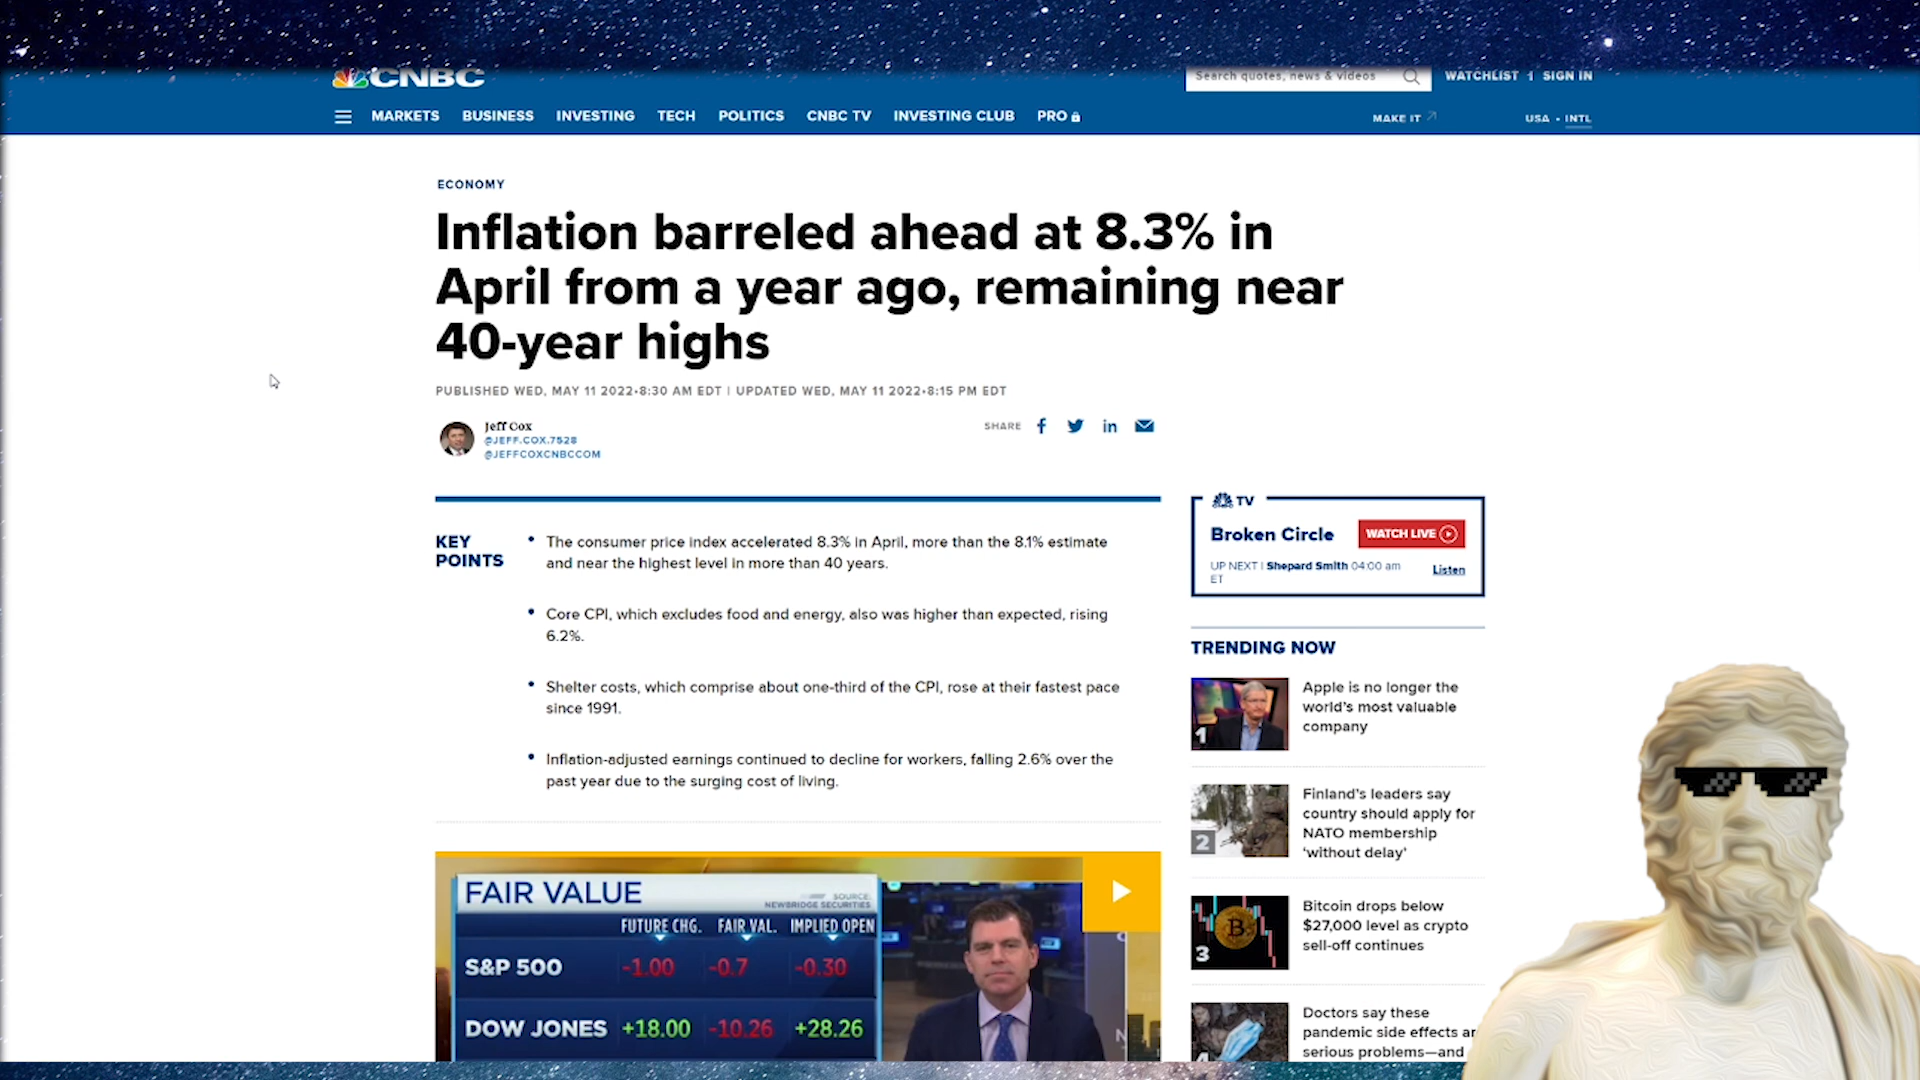 CNBC
Search quotes, news & videos
WATCHLIST | SIGN IN
MARKETS BUSINESS INVESTING TECH POLITICS CNBC TV INVESTING CLUB PRO
MAKE IT
USA • INTL
ECONOMY
Inflation barreled ahead at 8.3% in
April from a year ago, remaining near
40-year highs
PUBLISHED WED, MAY 11 2022•8:30 AM EDT | UPDATED WED, MAY 11 2022•8:15 PM EDT
Jeff Cox
@JEFF.COX.7528
@JEFFCOXCNBCCOM
SHARE
KEY
POINTS
• The consumer price index accelerated 8.3% in April, more than the 8.1% estimate
and near the highest level in more than 40 years.
• Core CPI, which excludes food and energy, also was higher than expected, rising
6.2%.
• Shelter costs, which comprise about one-third of the CPI, rose at their fastest pace
since 1991.
• Inflation-adjusted earnings continued to decline for workers, falling 2.6% over the
past year due to the surging cost of living.
FAIR VALUE
SOURCE:
NEWBRIDGE SECURITIES
FUTURE CHG. FAIR VAL. IMPLIED OPEN
S&P 500 -1.00 -0.7 -0.30
DOW JONES +18.00 -10.26 +28.26
TV
Broken Circle
WATCH LIVE
UP NEXT | Shepard Smith 04:00 am
ET
Listen
TRENDING NOW
1
Apple is no longer the
world's most valuable
company
2
Finland's leaders say
country should apply for
NATO membership
'without delay'
3
Bitcoin drops below
$27,000 level as crypto
sell-off continues
Doctors say these
pandemic side effects
serious problems—and